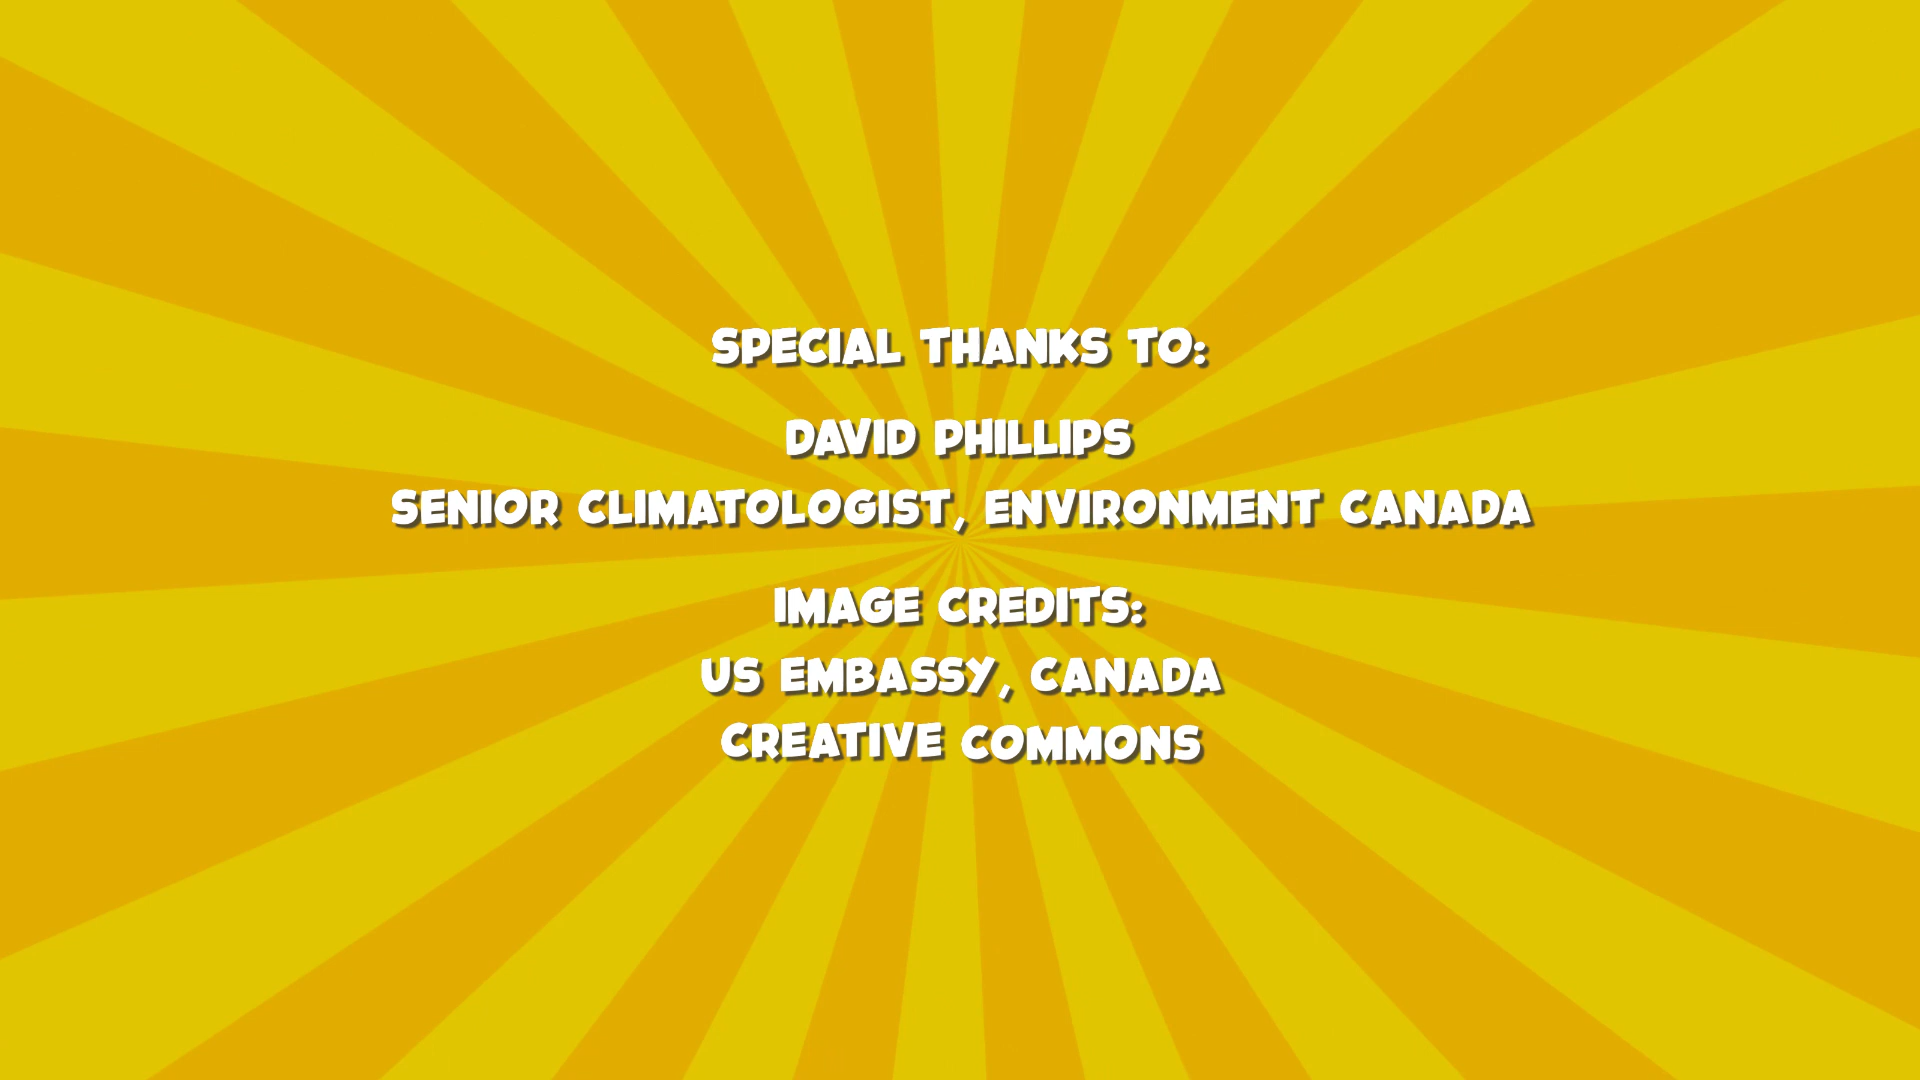 SPECIAL THANKS TO:
DAVID PHILLIPS
SENIOR CLIMATOLOGIST, ENVIRONMENT CANADA
IMAGE CREDITS:
US EMBASSY, CANADA
CREATIVE COMMONS